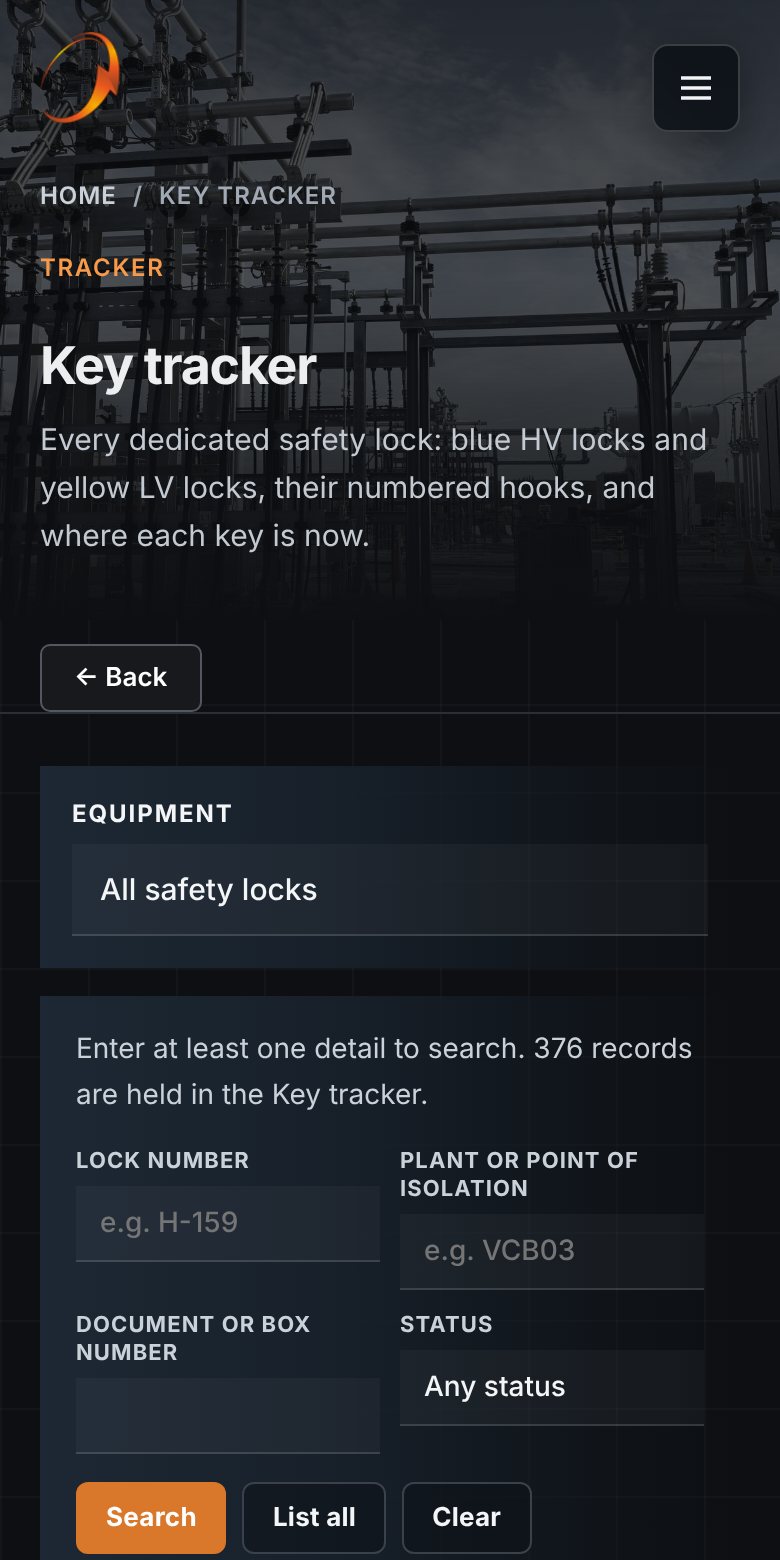 HOME / KEY TRACKER
TRACKER
Key tracker
Every dedicated safety lock: blue HV locks and
yellow LV locks, their numbered hooks, and
where each key is now.
← Back
EQUIPMENT
All safety locks
Enter at least one detail to search. 376 records
are held in the Key tracker.
LOCK NUMBER
e.g. H-159
PLANT OR POINT OF
ISOLATION
e.g. VCB03
DOCUMENT OR BOX
NUMBER
STATUS
Any status
Search
List all
Clear